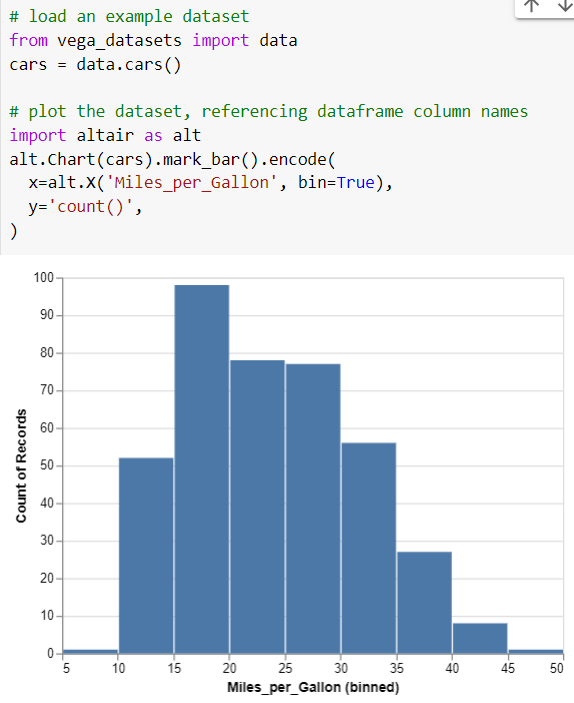 # load an example dataset
from vega_datasets import data
cars = data.cars()
# plot the dataset, referencing dataframe column names
import altair as alt
alt.Chart(cars).mark_bar().encode(
  x=alt.X('Miles_per_Gallon', bin=True),
  y='count()',
)
100
90
80
70
60
50
40
30
20
10
0
Count of Records
5 10 15 20 25 30 35 40 45 50
Miles_per_Gallon (binned)